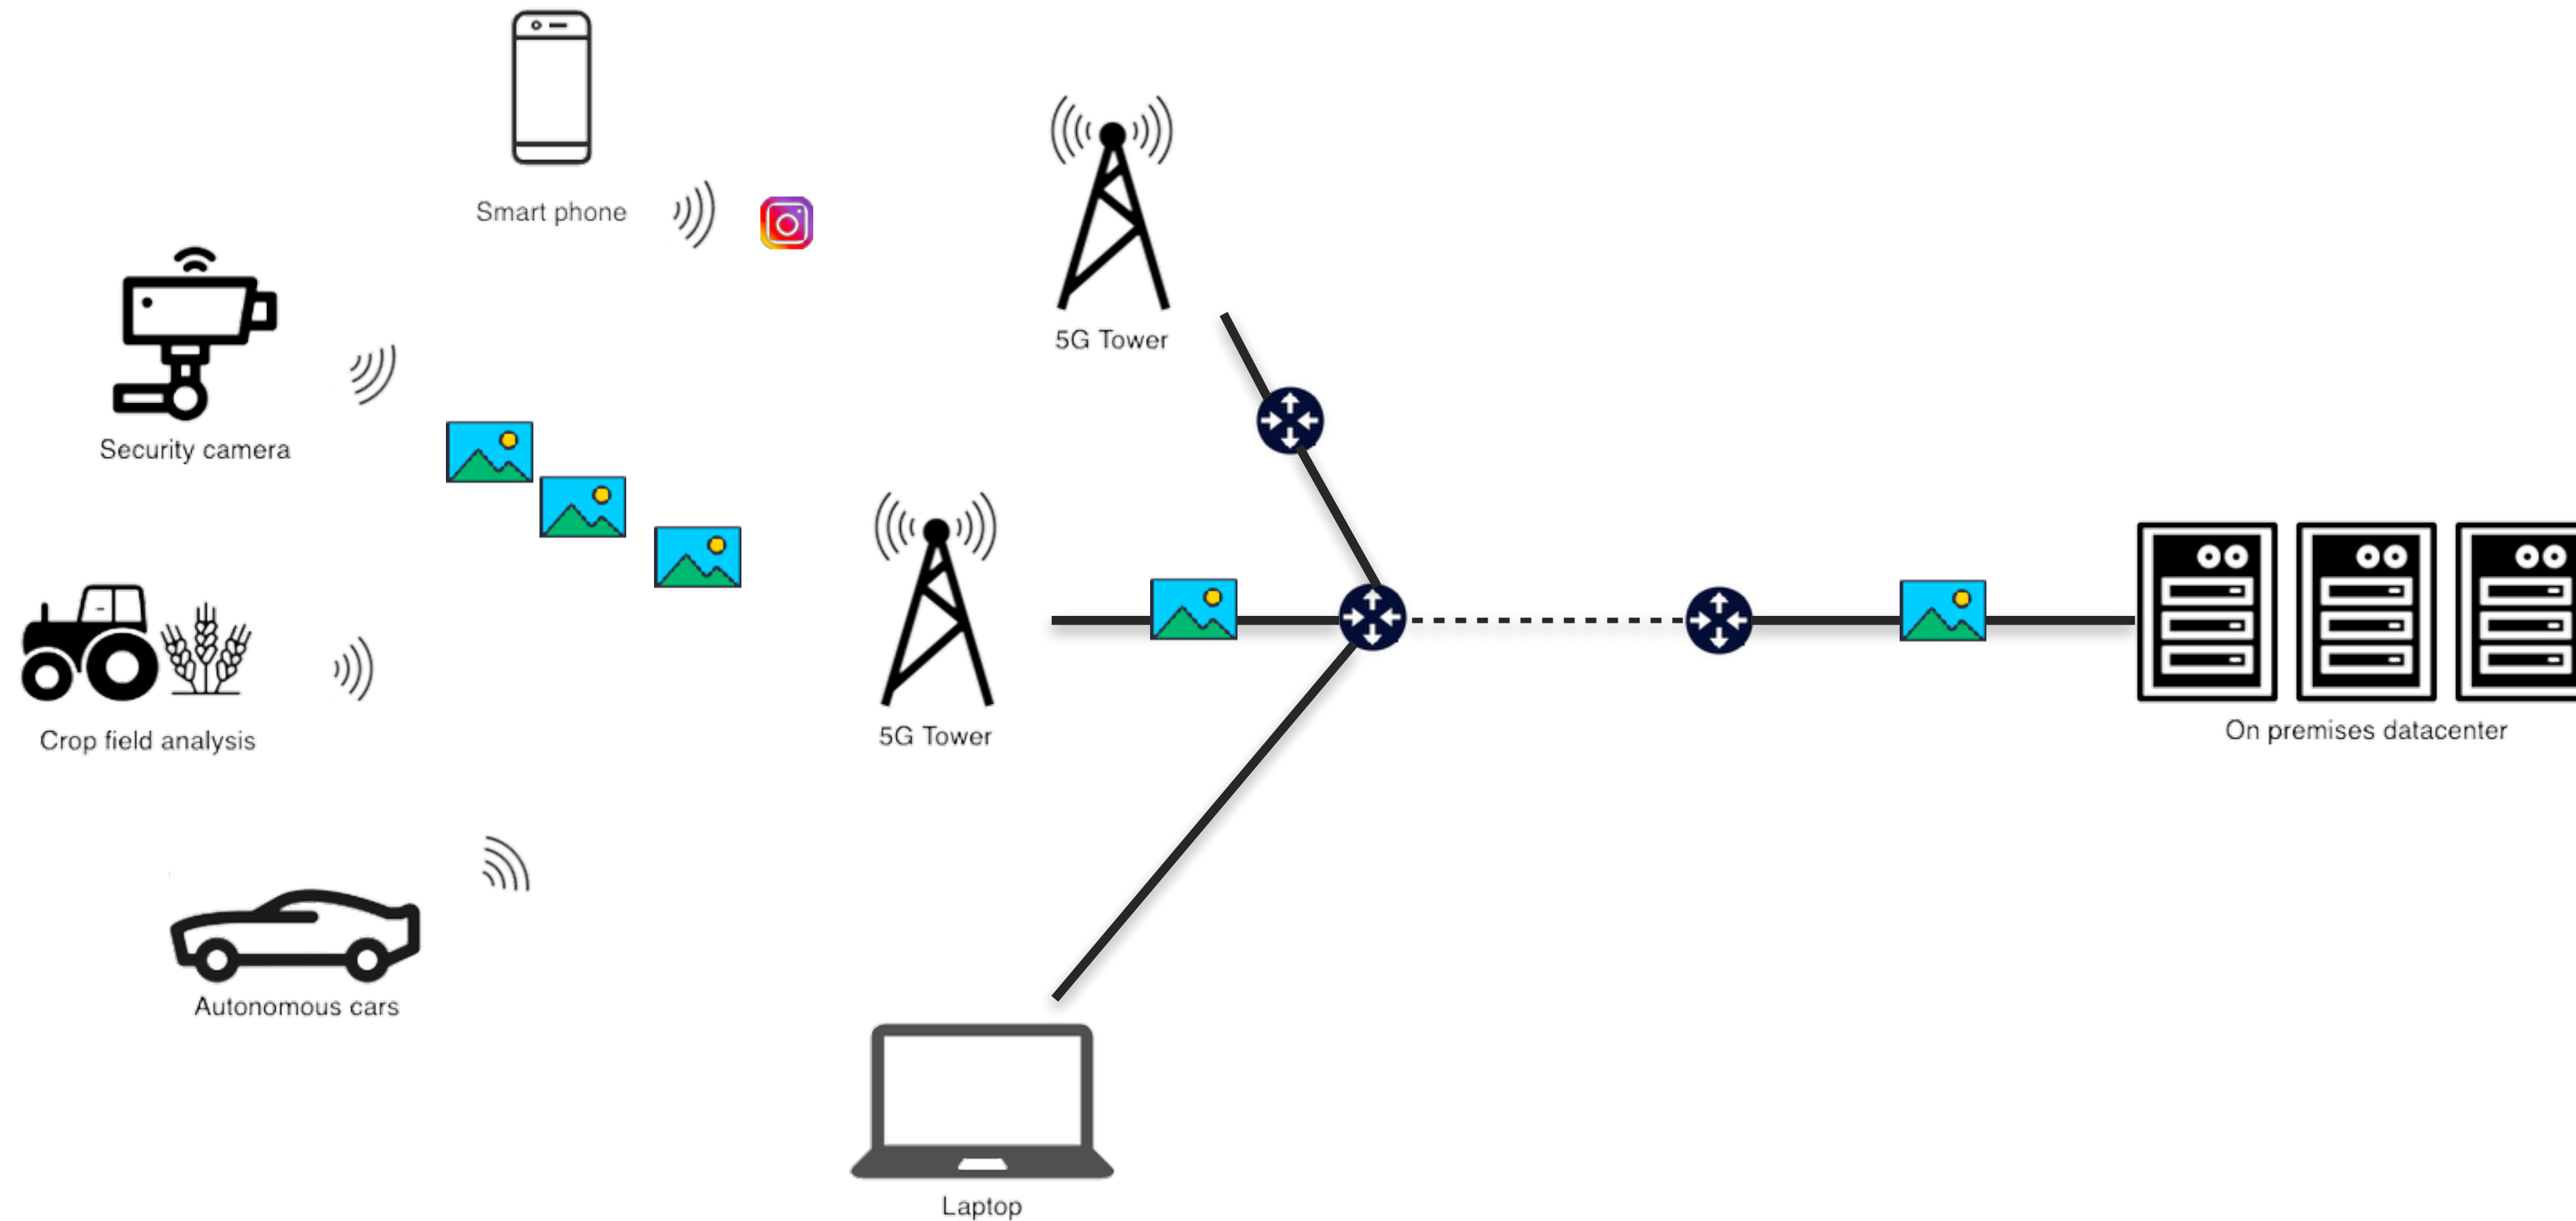 Smart phone
5G Tower
Security camera
5G Tower
On premises datacenter
Crop field analysis
Autonomous cars
Laptop